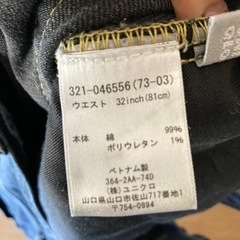 321-046556(73-03)
ウエスト 32inch(81cm)
本体 綿 99%
ポリウレタン 1%
ベトナム製
364-2AA-74D
(株)ユニクロ
山口県山口市佐山717番地1
〒754-0894